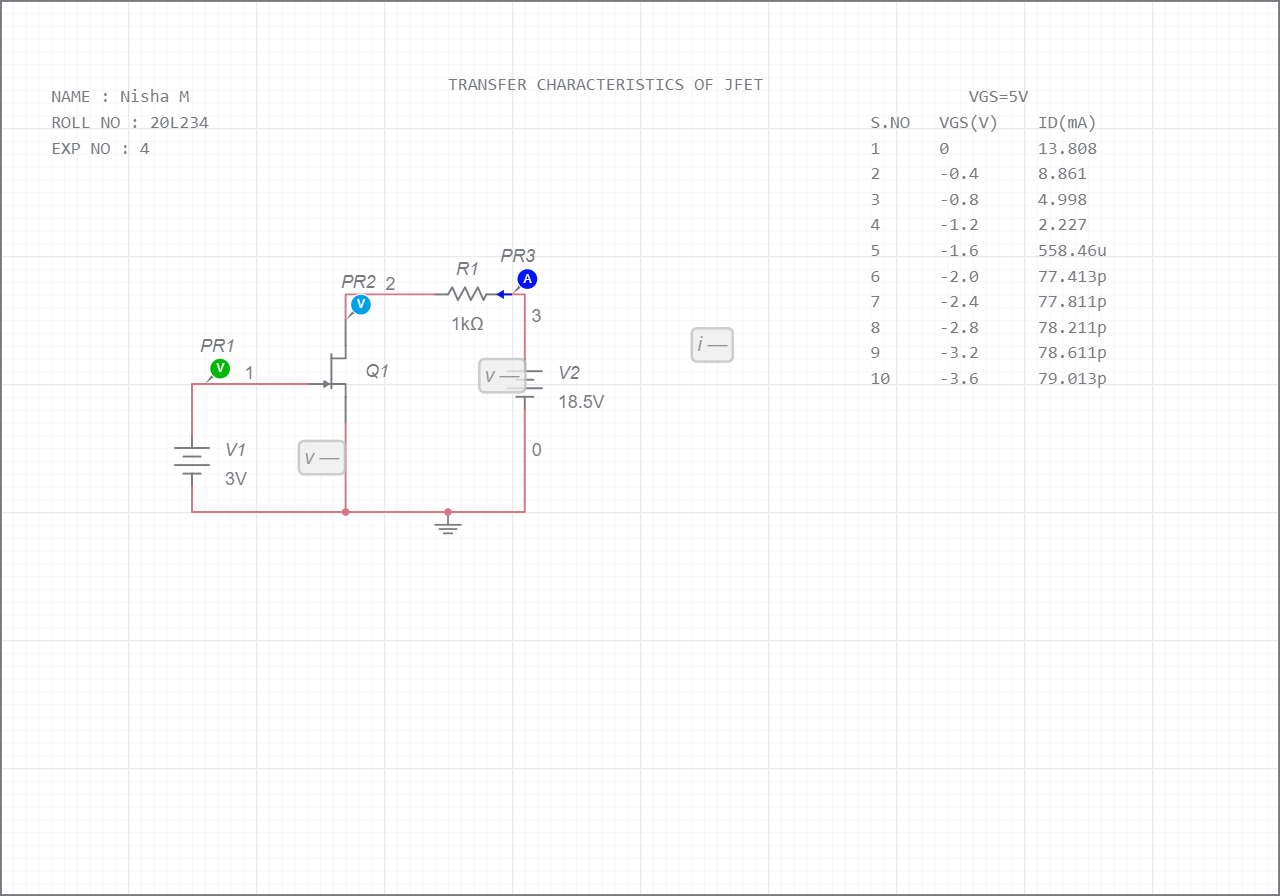 TRANSFER CHARACTERISTICS OF JFET
NAME : Nisha M
ROLL NO : 20L234
EXP NO : 4
VGS=5V
S.NO VGS(V) ID(mA)
1 0 13.808
2 -0.4 8.861
3 -0.8 4.998
4 -1.2 2.227
5 -1.6 558.46u
6 -2.0 77.413p
7 -2.4 77.811p
8 -2.8 78.211p
9 -3.2 78.611p
10 -3.6 79.013p
PR3
A
R1
PR2 2
V
1kΩ
3
i —
PR1
V
1
Q1
v —
V2
18.5V
V1
3V
v —
0